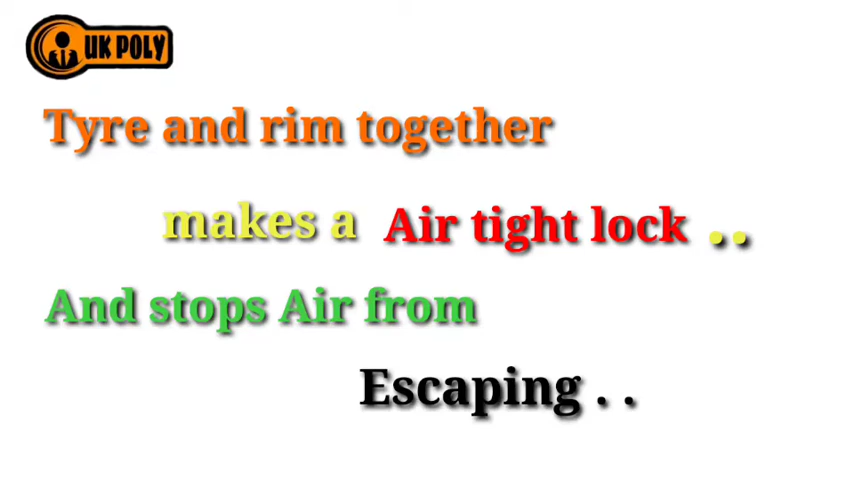 UK POLY
Tyre and rim together
makes a Air tight lock ..
And stops Air from
Escaping . .